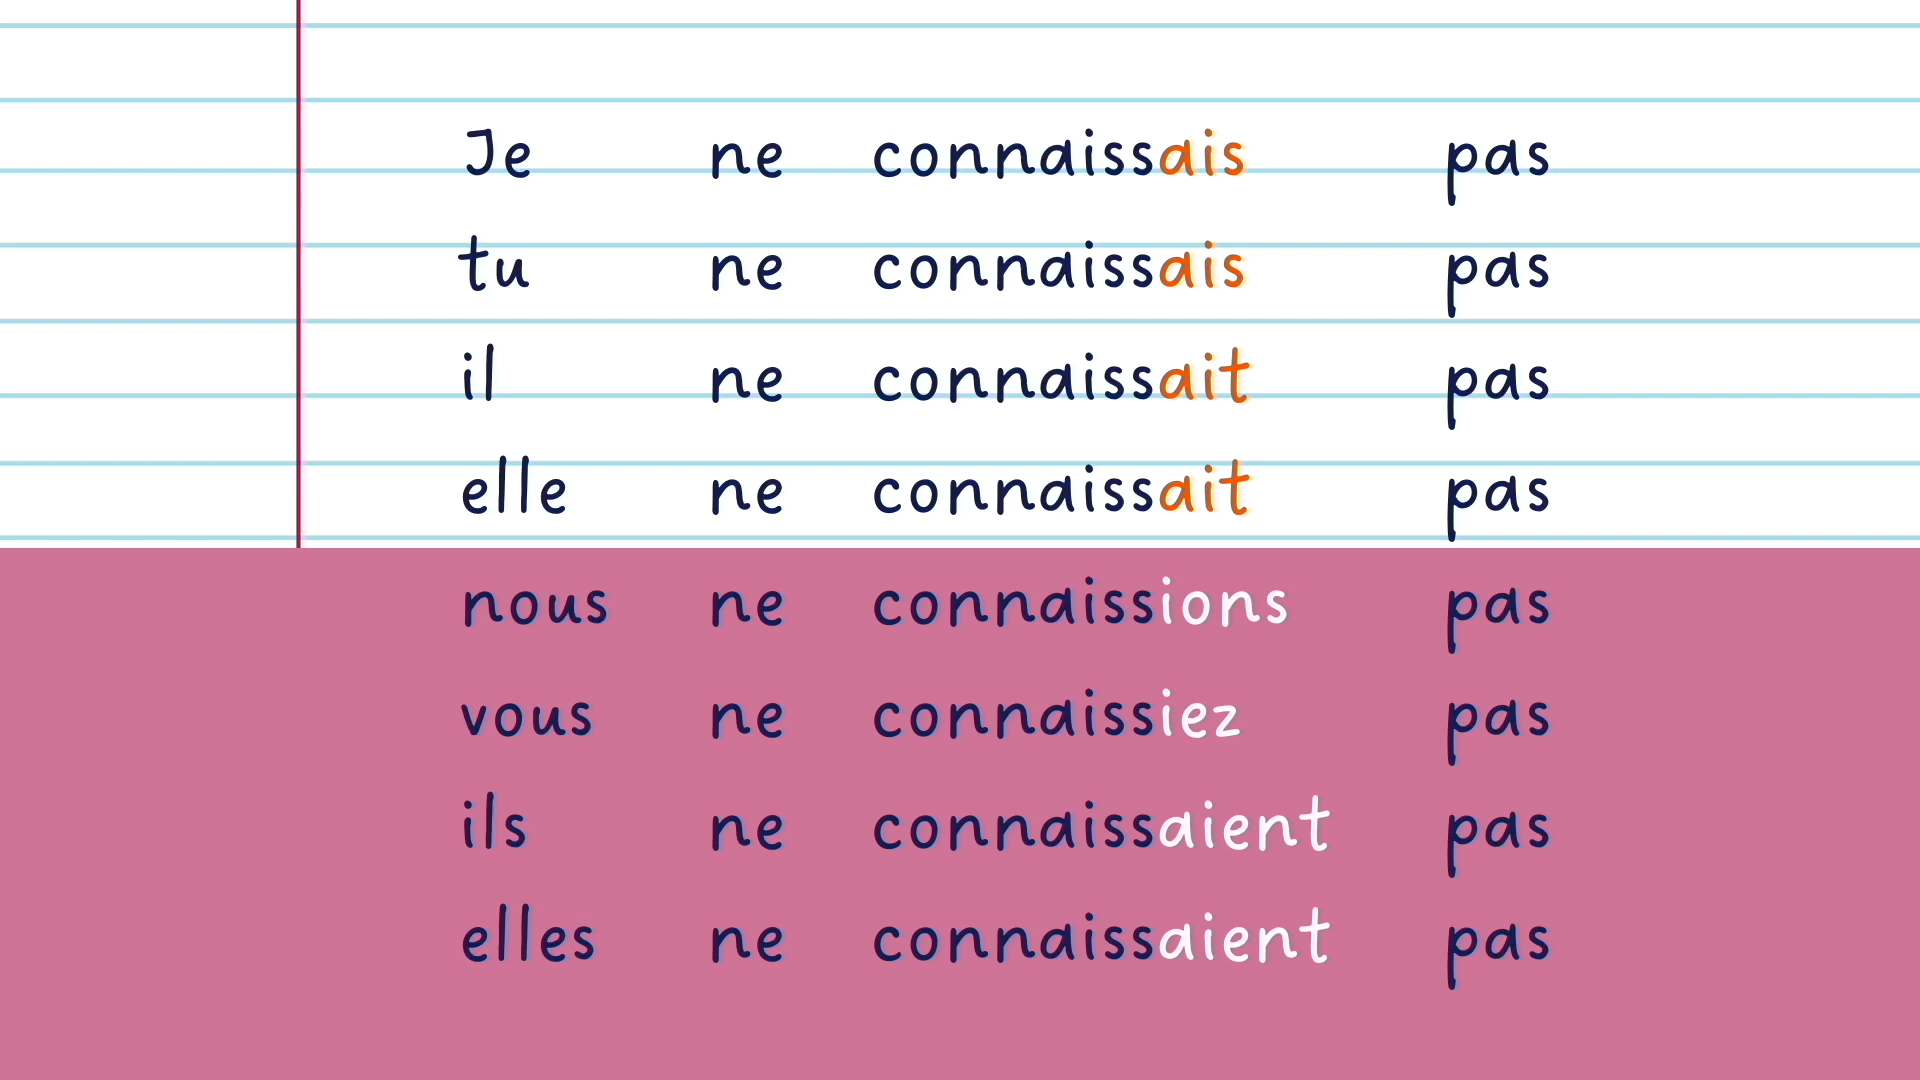 Je ne connaissais pas
tu ne connaissais pas
il ne connaissait pas
elle ne connaissait pas
nous ne connaissions pas
vous ne connaissiez pas
ils ne connaissaient pas
elles ne connaissaient pas